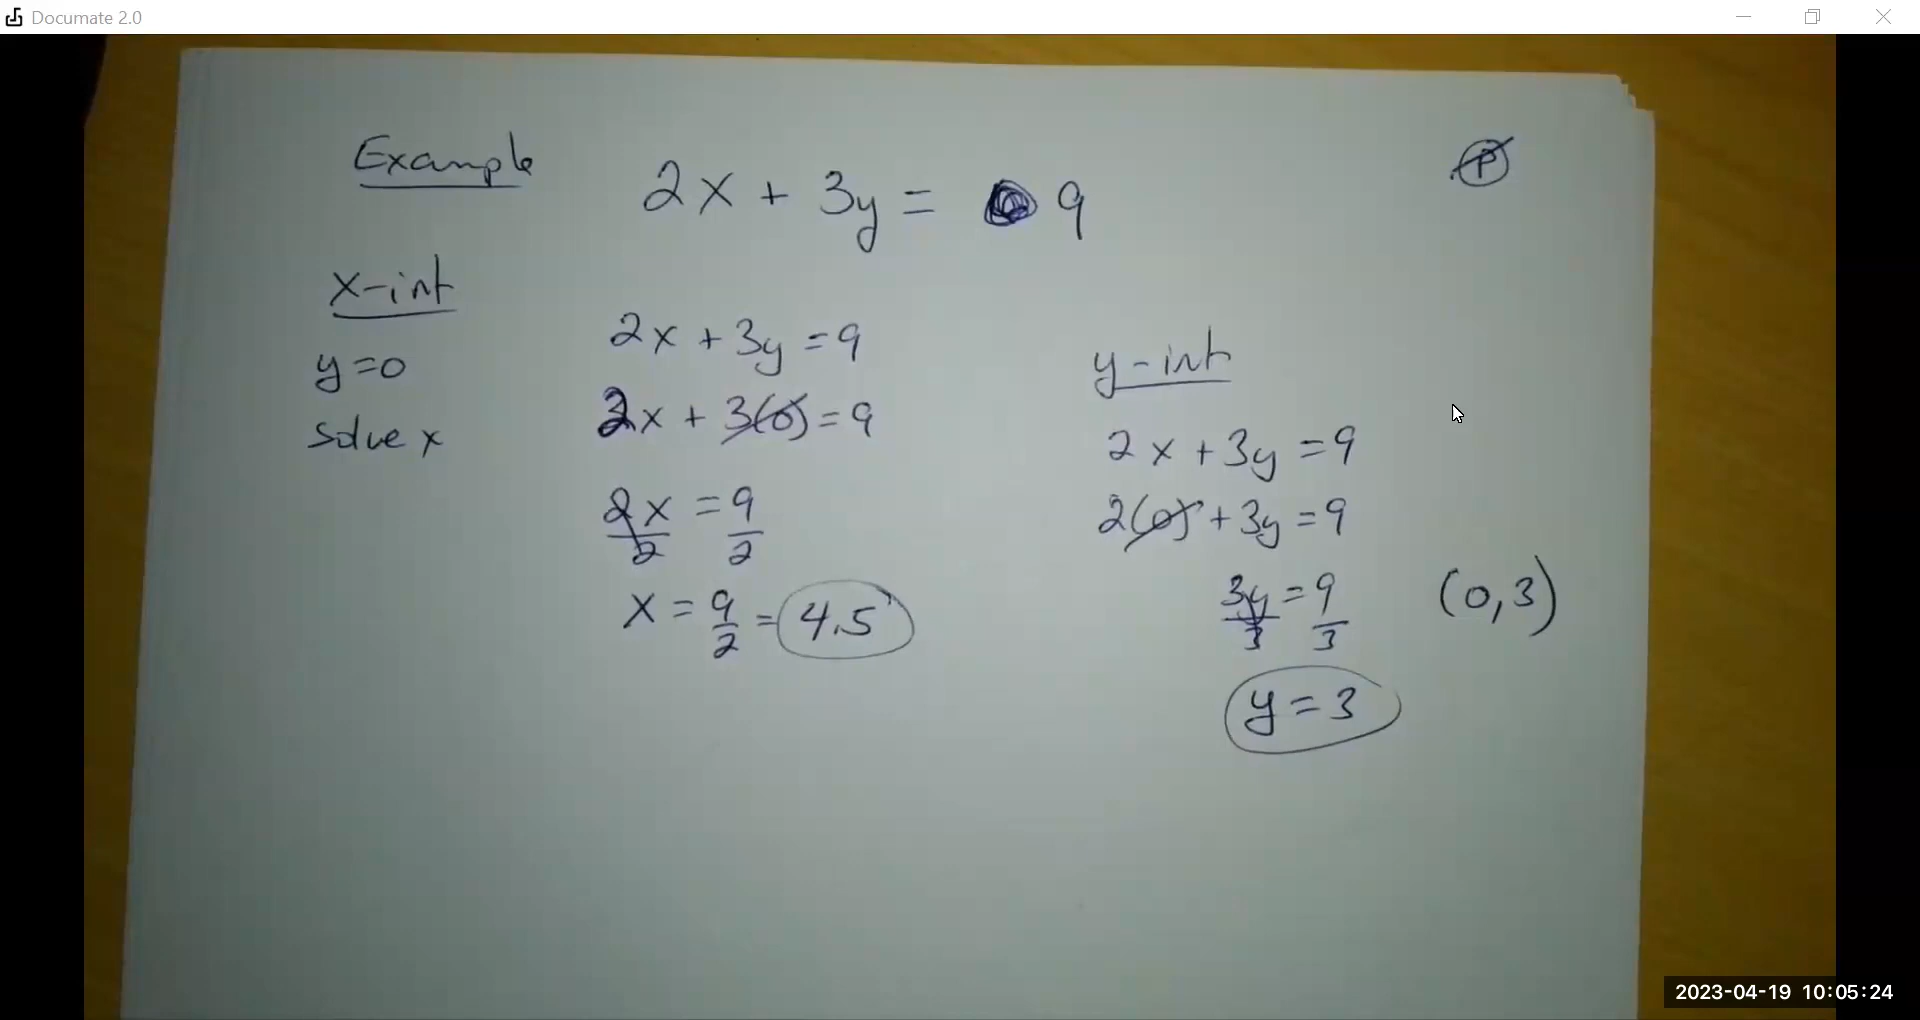 Documate 2.0
Example
2x + 3y = 9
P
x-int
y=0
solve x
2x + 3y = 9
2x + 3(0) = 9
2x/2 = 9/2
x = 9/2 = 4.5
y-int
2x + 3y = 9
2(0) + 3y = 9
3y/3 = 9/3
(0,3)
y = 3
2023-04-19 10:05:24